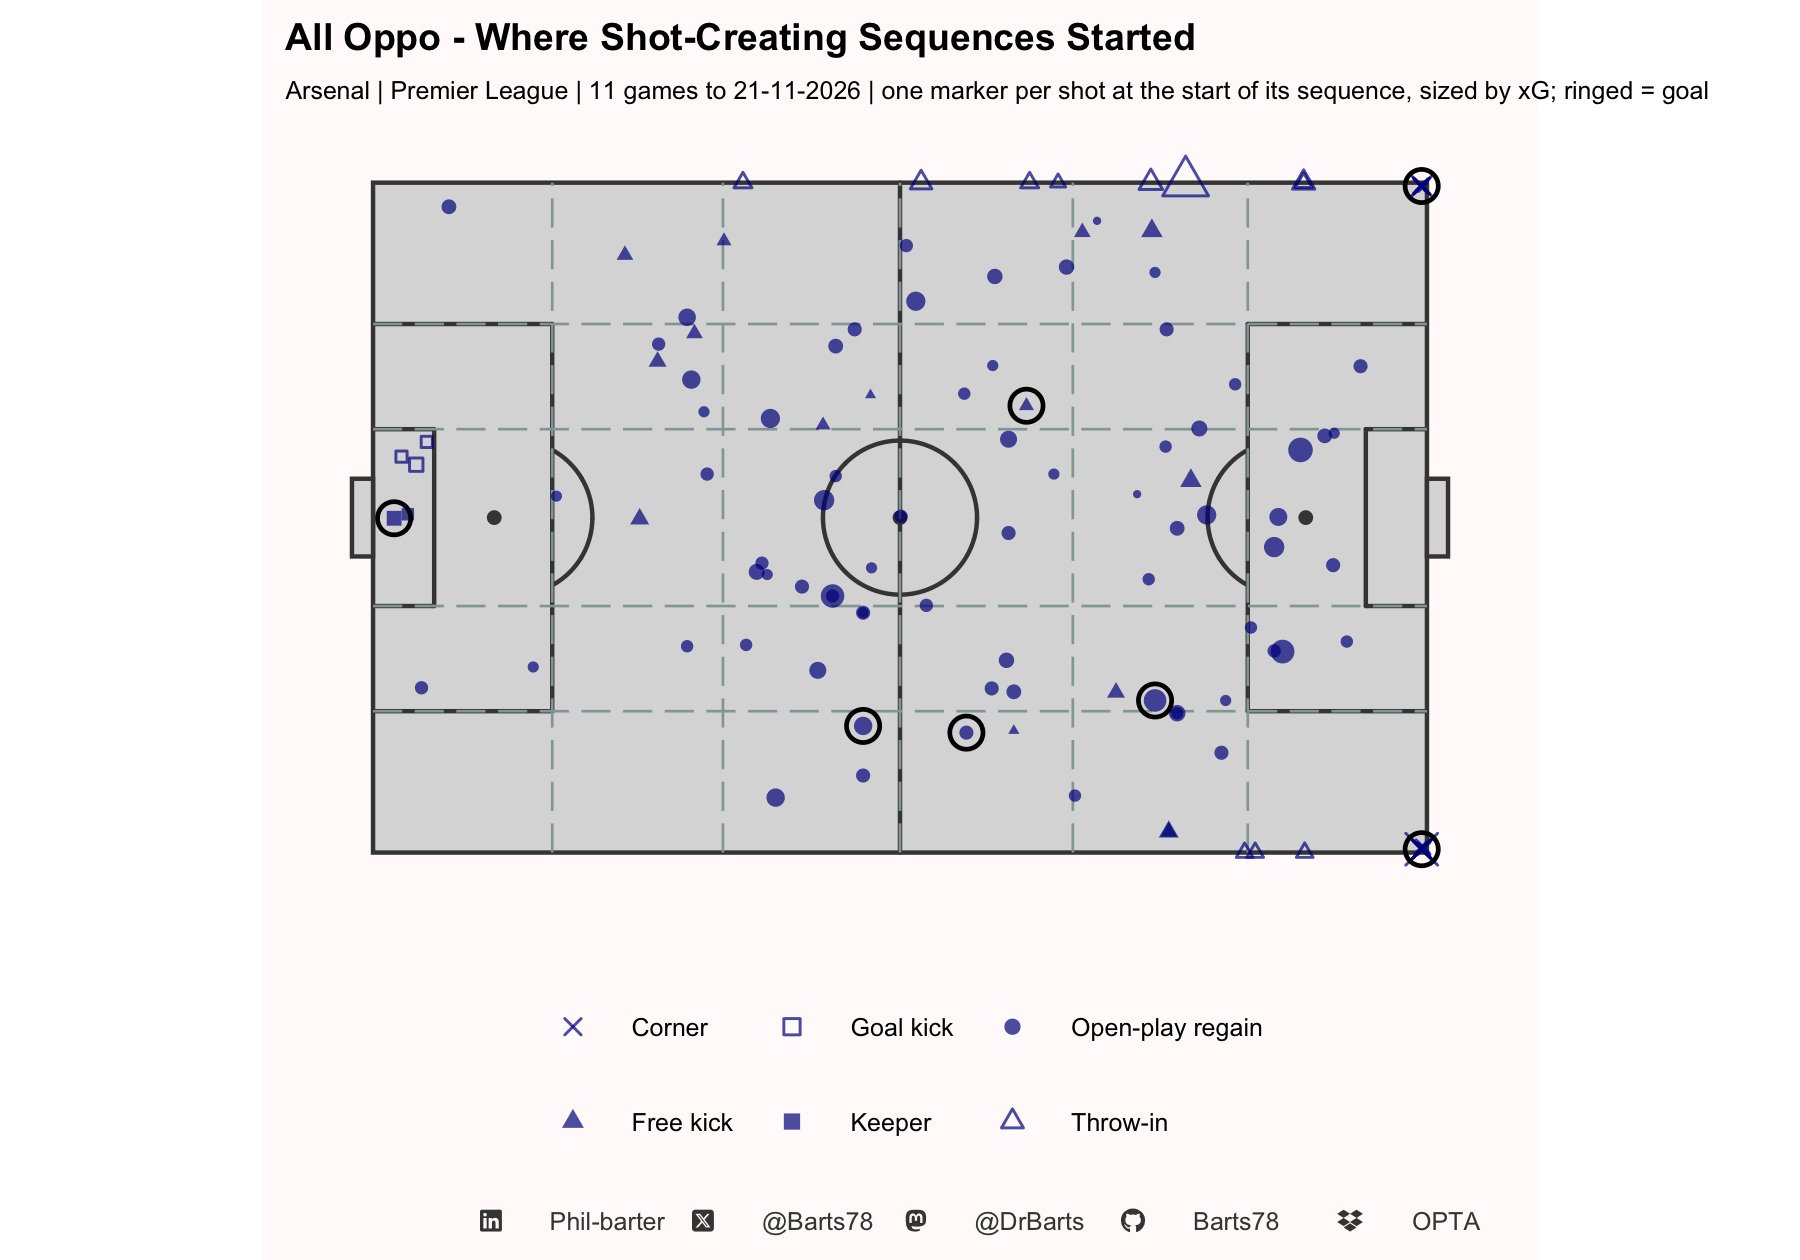 All Oppo - Where Shot-Creating Sequences Started
Arsenal | Premier League | 11 games to 21-11-2026 | one marker per shot at the start of its sequence, sized by xG; ringed = goal
Corner Goal kick Open-play regain
Free kick Keeper Throw-in
Phil-barter @Barts78 @DrBarts Barts78 OPTA